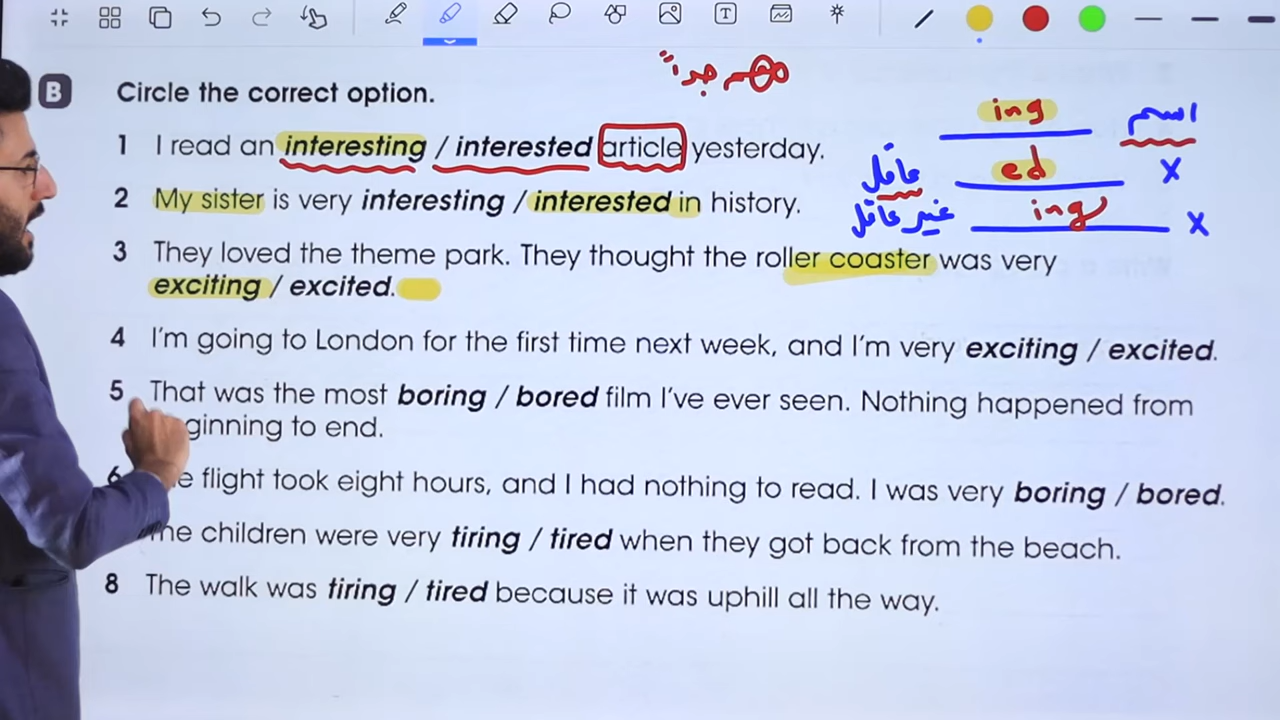 مهم جداً
B Circle the correct option.
ing اسم
1 I read an interesting / interested article yesterday.
عاقل ed X
2 My sister is very interesting / interested in history.
غير عاقل ing X
3 They loved the theme park. They thought the roller coaster was very
exciting / excited.
4 I'm going to London for the first time next week, and I'm very exciting / excited.
5 That was the most boring / bored film I've ever seen. Nothing happened from
ginning to end.
6 e flight took eight hours, and I had nothing to read. I was very boring / bored.
he children were very tiring / tired when they got back from the beach.
8 The walk was tiring / tired because it was uphill all the way.